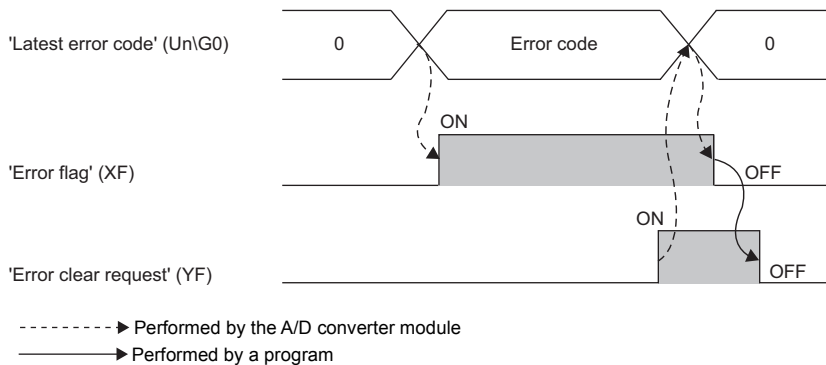 'Latest error code' (Un\G0)
0
Error code
0
ON
'Error flag' (XF)
OFF
ON
'Error clear request' (YF)
OFF
Performed by the A/D converter module
Performed by a program